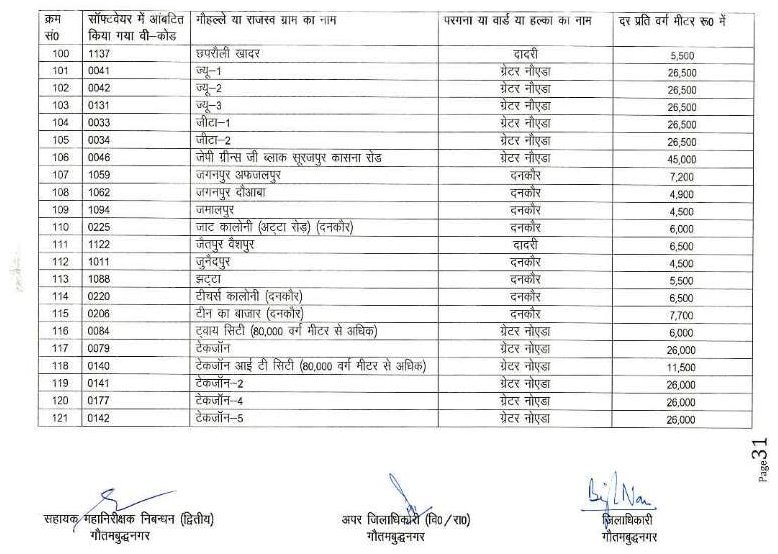 क्रम सं0 सॉफ्टवेयर में आंबटित किया गया वी-कोड मौहल्ले या राजस्व ग्राम का नाम परगना या वार्ड या हल्का का नाम दर प्रति वर्ग मीटर रू0 में
100 1137 छपरौली खादर दादरी 5,500
101 0041 ज्यू-1 ग्रेटर नौएडा 26,500
102 0042 ज्यू-2 ग्रेटर नौएडा 26,500
103 0131 ज्यू-3 ग्रेटर नोएडा 26,500
104 0033 जीटा-1 ग्रेटर नोएडा 26,500
105 0034 जीटा-2 ग्रेटर नोएडा 26,500
106 0046 जेपी ग्रीन्स जी ब्लाक सूरजपुर कासना रोड ग्रेटर नोएडा 45,000
107 1059 जगनपुर अफजलपुर दनकौर 7,200
108 1062 जगनपुर दौआबा दनकौर 4,900
109 1094 जमालपुर दनकौर 4,500
110 0225 जाट कालोनी (अट्टा रोड़) (दनकौर) दनकौर 6,000
111 1122 जैतपुर वैशपुर दादरी 6,500
112 1011 जुनैदपुर दनकौर 4,500
113 1088 झट्टा दनकौर 5,500
114 0220 टीचर्स कालोनी (दनकौर) दनकौर 6,500
115 0206 टीन का बाजार (दनकौर) दनकौर 7,700
116 0084 ट्वाय सिटी (80,000 वर्ग मीटर से अधिक) ग्रेटर नोएडा 6,000
117 0079 टेकजॉन ग्रेटर नोएडा 26,000
118 0140 टेकजॉन आई टी सिटी (80,000 वर्ग मीटर से अधिक) ग्रेटर नोएडा 11,500
119 0141 टेकजॉन-2 ग्रेटर नोएडा 26,000
120 0177 टेकजॉन-4 ग्रेटर नोएडा 26,000
121 0142 टेकजॉन-5 ग्रेटर नोएडा 26,000
Page31
सहायक महानिरीक्षक निबन्धन (द्वितीय) अपर जिलाधिकारी (वि0/रा0) जिलाधिकारी
गौतमबुद्धनगर गौतमबुद्धनगर गौतमबुद्धनगर